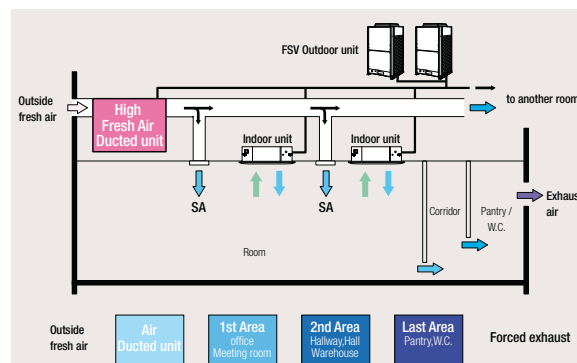 FSV Outdoor unit
Outside
fresh air
High
Fresh Air
Ducted unit
to another room
Indoor unit
Indoor unit
SA
SA
Corridor
Pantry /
W.C.
Exhaust
air
Room
Outside
fresh air
Air
Ducted unit
1st Area
office
Meeting room
2nd Area
Hallway,Hall
Warehouse
Last Area
Pantry,W.C.
Forced exhaust